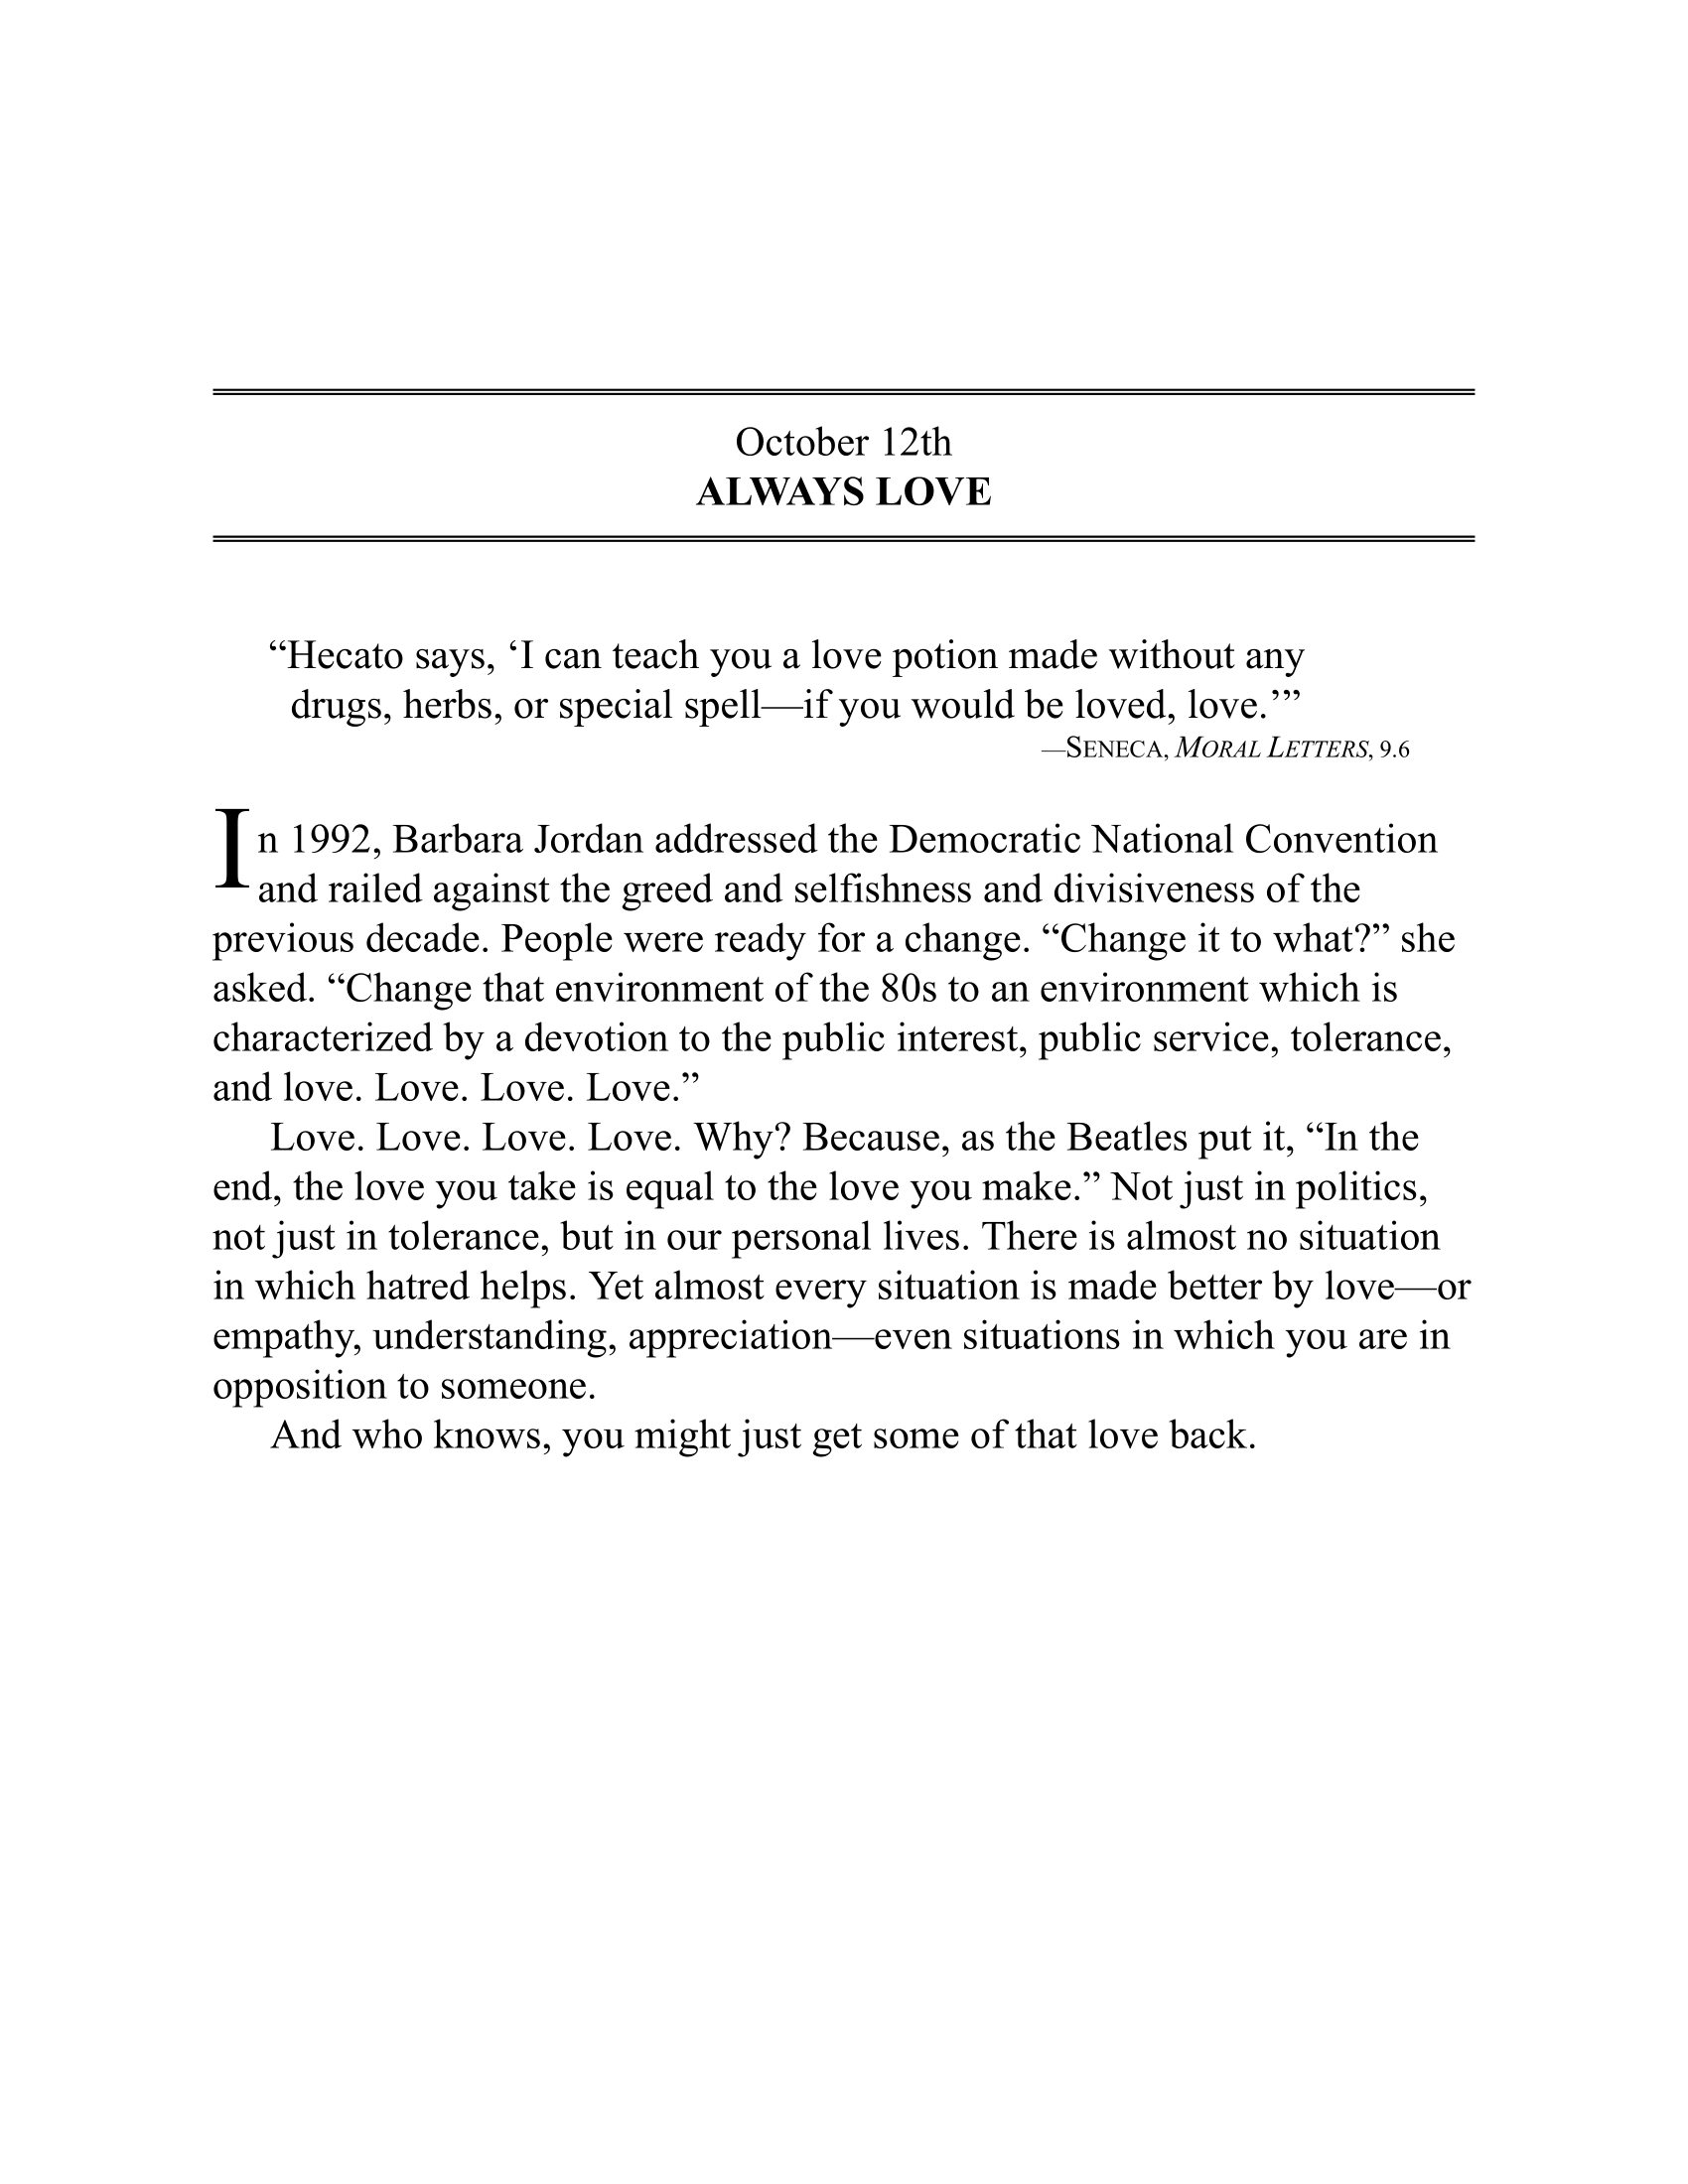 October 12th
ALWAYS LOVE
“Hecato says, ‘I can teach you a love potion made without any
drugs, herbs, or special spell—if you would be loved, love.’”
—SENECA, MORAL LETTERS, 9.6
In 1992, Barbara Jordan addressed the Democratic National Convention
and railed against the greed and selfishness and divisiveness of the
previous decade. People were ready for a change. “Change it to what?” she
asked. “Change that environment of the 80s to an environment which is
characterized by a devotion to the public interest, public service, tolerance,
and love. Love. Love. Love.”
Love. Love. Love. Love. Why? Because, as the Beatles put it, “In the
end, the love you take is equal to the love you make.” Not just in politics,
not just in tolerance, but in our personal lives. There is almost no situation
in which hatred helps. Yet almost every situation is made better by love—or
empathy, understanding, appreciation—even situations in which you are in
opposition to someone.
And who knows, you might just get some of that love back.